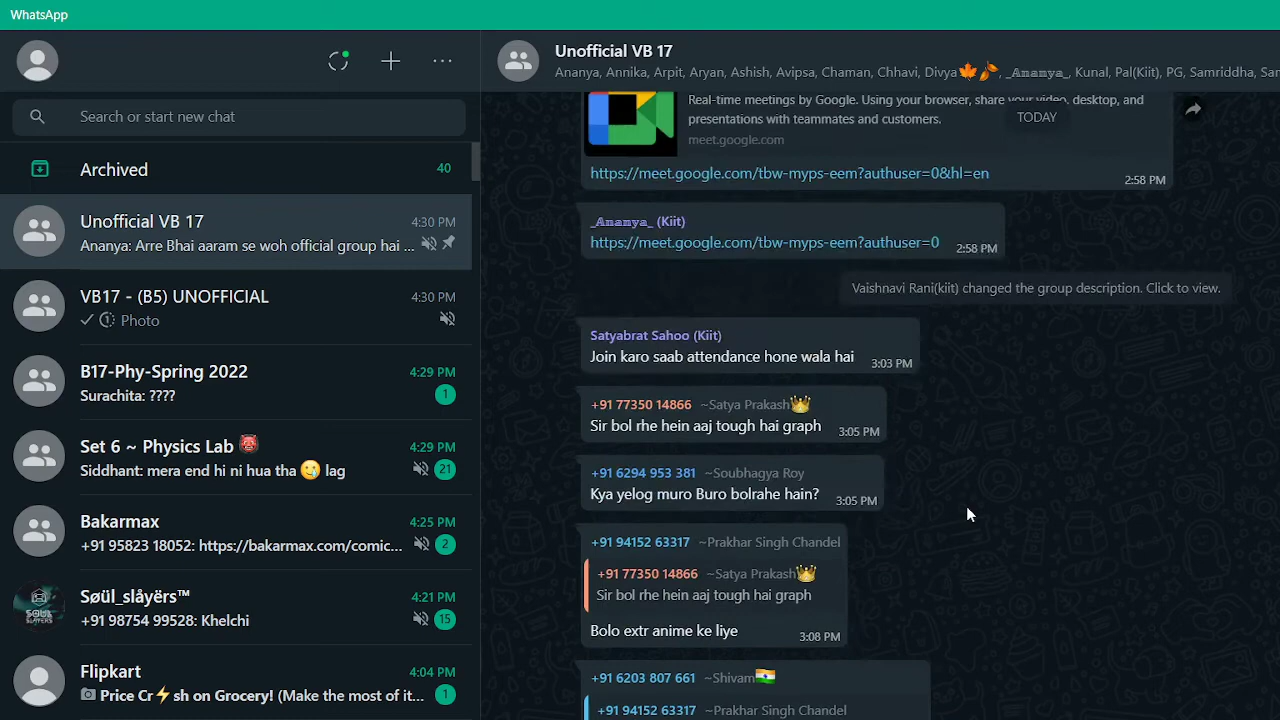 WhatsApp
Search or start new chat
Archived
40
Unofficial VB 17
4:30 PM
Ananya: Arre Bhai aaram se woh official group hai ...
VB17 - (B5) UNOFFICIAL
4:30 PM
Photo
B17-Phy-Spring 2022
4:29 PM
Surachita: ????
1
Set 6 ~ Physics Lab 👹
4:29 PM
Siddhant: mera end hi ni hua tha 🥲 lag
21
Bakarmax
4:25 PM
+91 95823 18052: https://bakarmax.com/comic...
2
Søül_slåyërs™
4:21 PM
+91 98754 99528: Khelchi
15
Flipkart
4:04 PM
Price Cr⚡sh on Grocery! (Make the most of it...
1
Unofficial VB 17
Ananya, Annika, Arpit, Aryan, Ashish, Avipsa, Chaman, Chhavi, Divya🍁🍂, _𝔸𝕟𝕒𝕟𝕪𝕒_, Kunal, Pal(Kiit), PG, Samriddha, San
Real-time meetings by Google. Using your browser, share your video, desktop, and
presentations with teammates and customers.
TODAY
meet.google.com
https://meet.google.com/tbw-myps-eem?authuser=0&hl=en
2:58 PM
_𝔸𝕟𝕒𝕟𝕪𝕒_ (Kiit)
https://meet.google.com/tbw-myps-eem?authuser=0
2:58 PM
Vaishnavi Rani(kiit) changed the group description. Click to view.
Satyabrat Sahoo (Kiit)
Join karo saab attendance hone wala hai
3:03 PM
+91 77350 14866 ~Satya Prakash👑
Sir bol rhe hein aaj tough hai graph
3:05 PM
+91 6294 953 381 ~Soubhagya Roy
Kya yelog muro Buro bolrahe hain?
3:05 PM
+91 94152 63317 ~Prakhar Singh Chandel
+91 77350 14866 ~Satya Prakash👑
Sir bol rhe hein aaj tough hai graph
Bolo extr anime ke liye
3:08 PM
+91 6203 807 661 ~Shivam🇮🇳
+91 94152 63317 ~Prakhar Singh Chandel